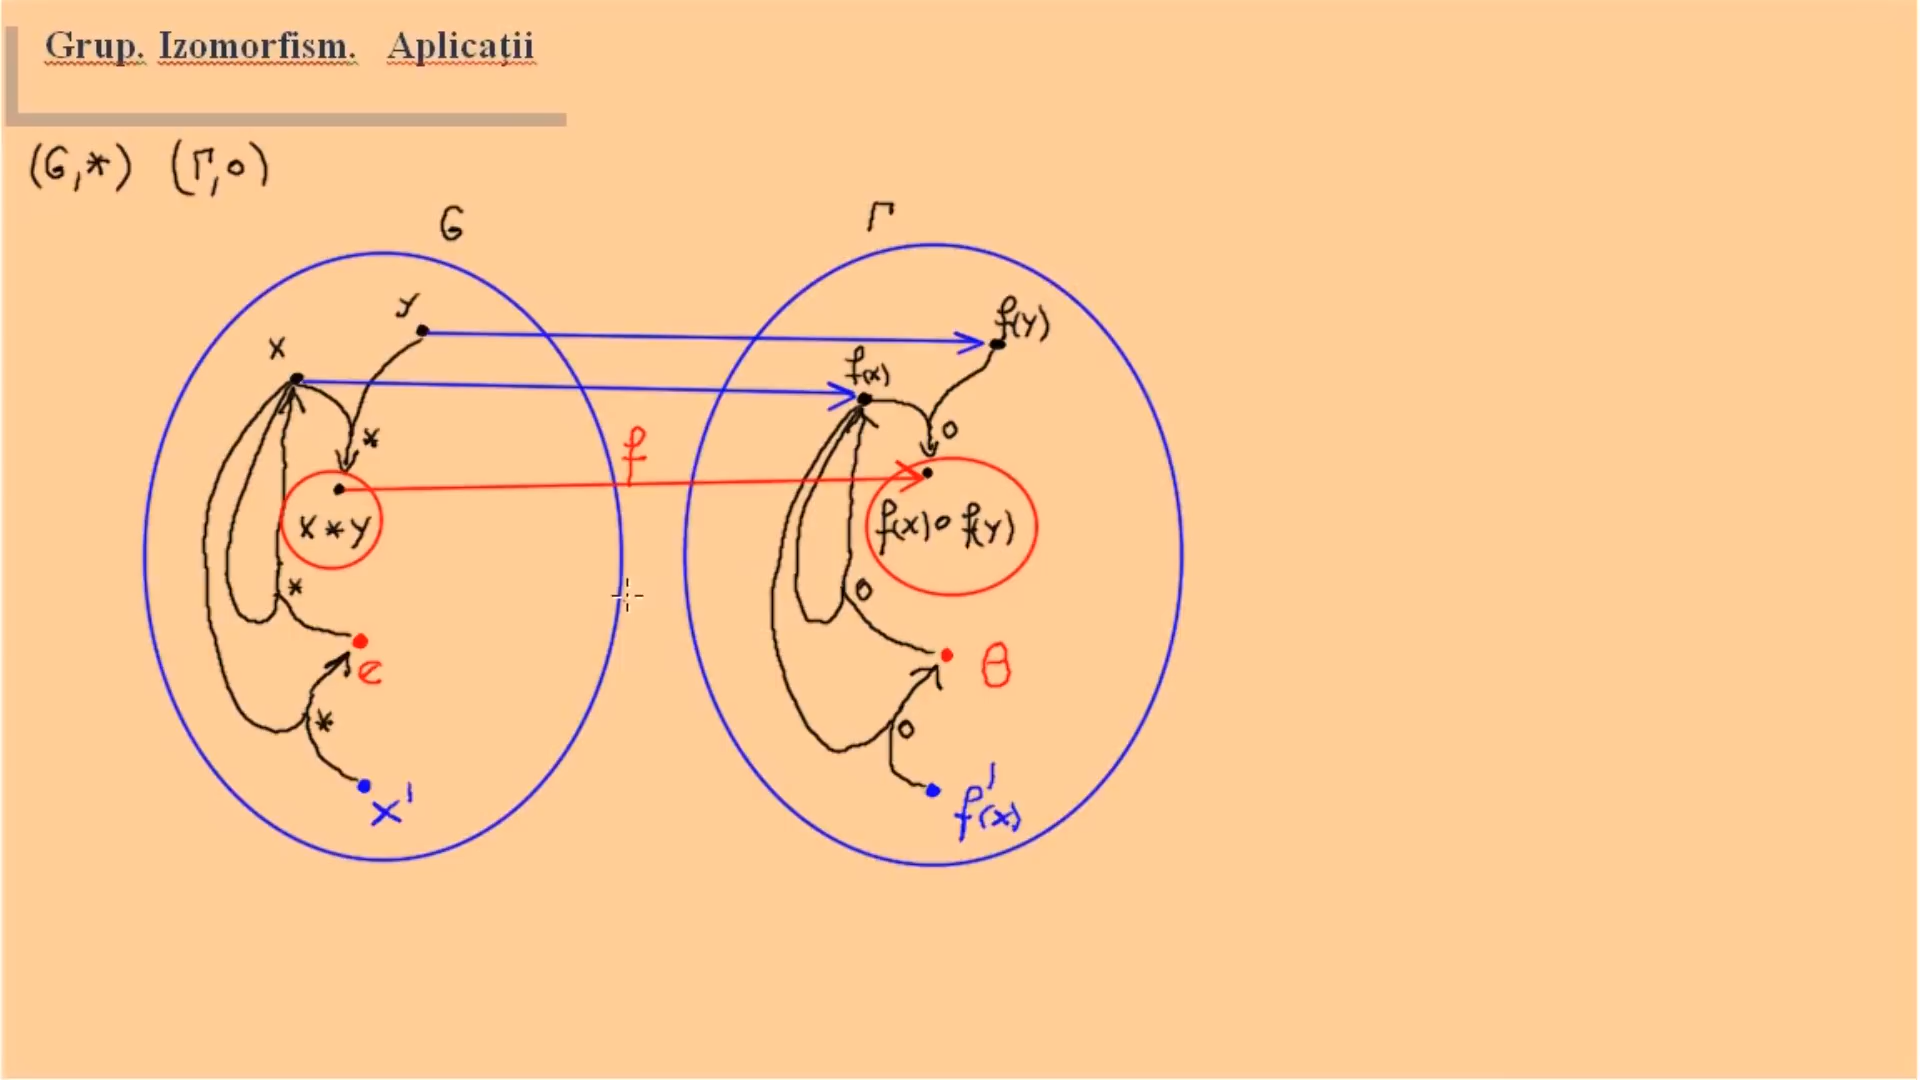 Grup. Izomorfism. Aplicații
(G,*) (Γ,o)
G Γ
y f(y)
x f(x)
* o
f
x * y f(x) o f(y)
* o
e θ
* o
x' f'(x)